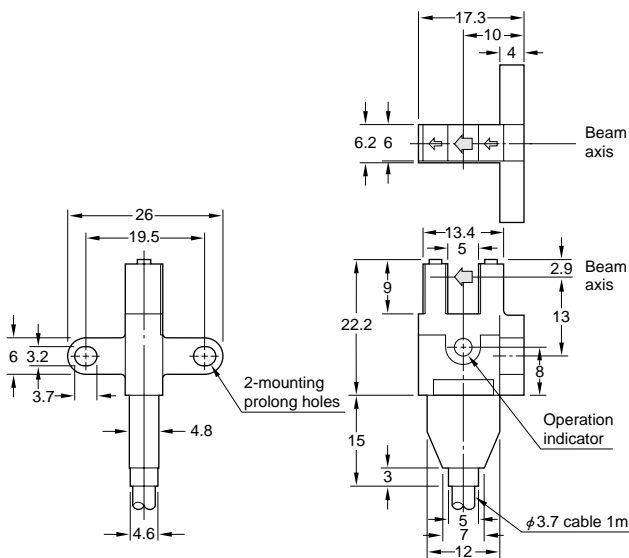 17.3
10
4
6.2 6
Beam
axis
26
19.5
13.4
5
2.9
Beam
axis
9
13
22.2
6 3.2
8
3.7
2-mounting
prolong holes
Operation
indicator
4.8
15
3
4.6
5
7
12
φ3.7 cable 1m